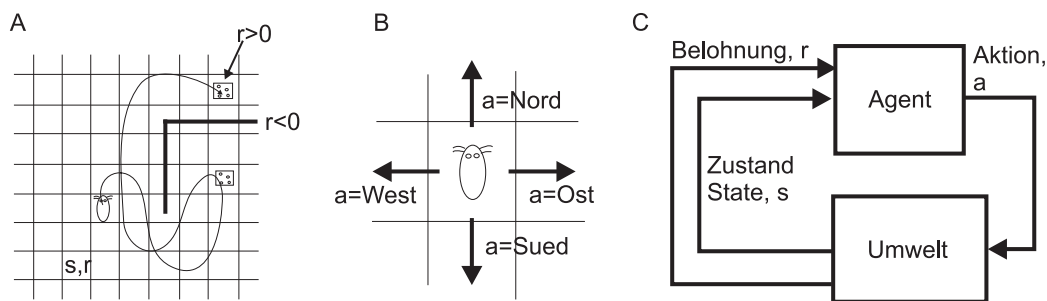 A
r>0
r<0
s,r
B
a=Nord
a=West
a=Ost
a=Sued
C
Belohnung, r
Aktion,
a
Agent
Zustand
State, s
Umwelt